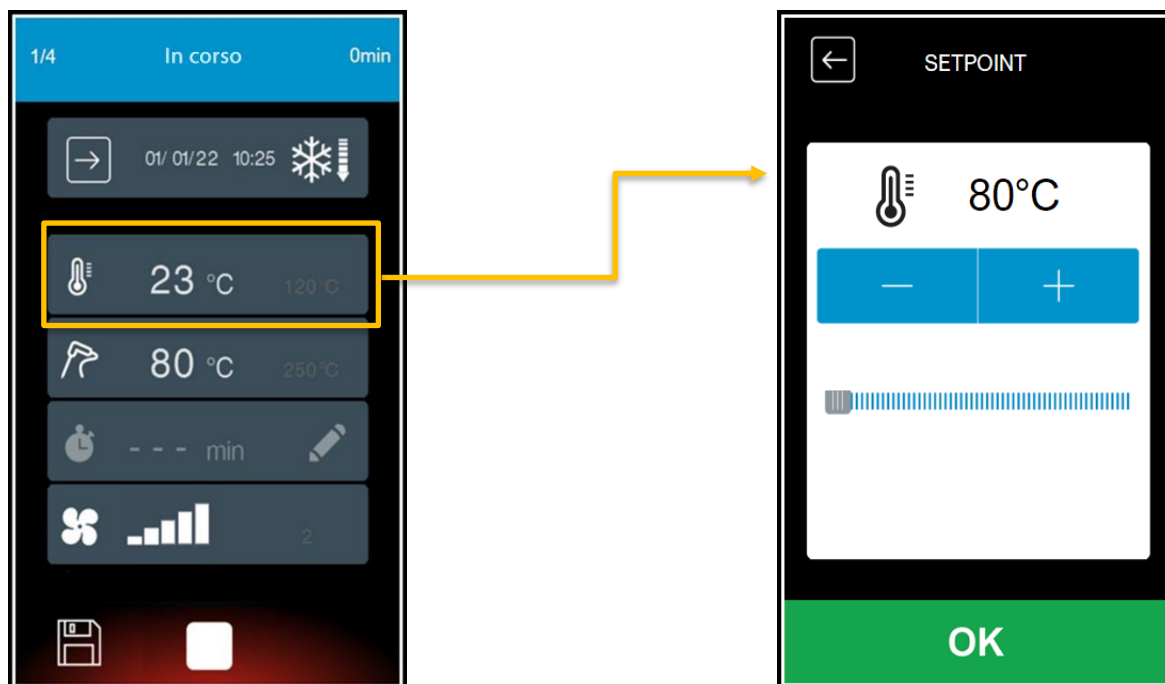 1/4 In corso 0min
01/ 01/22 10:25
23 °C 120°C
80 °C 250°C
- - - min
2
OK
SETPOINT
80°C
— +
OK